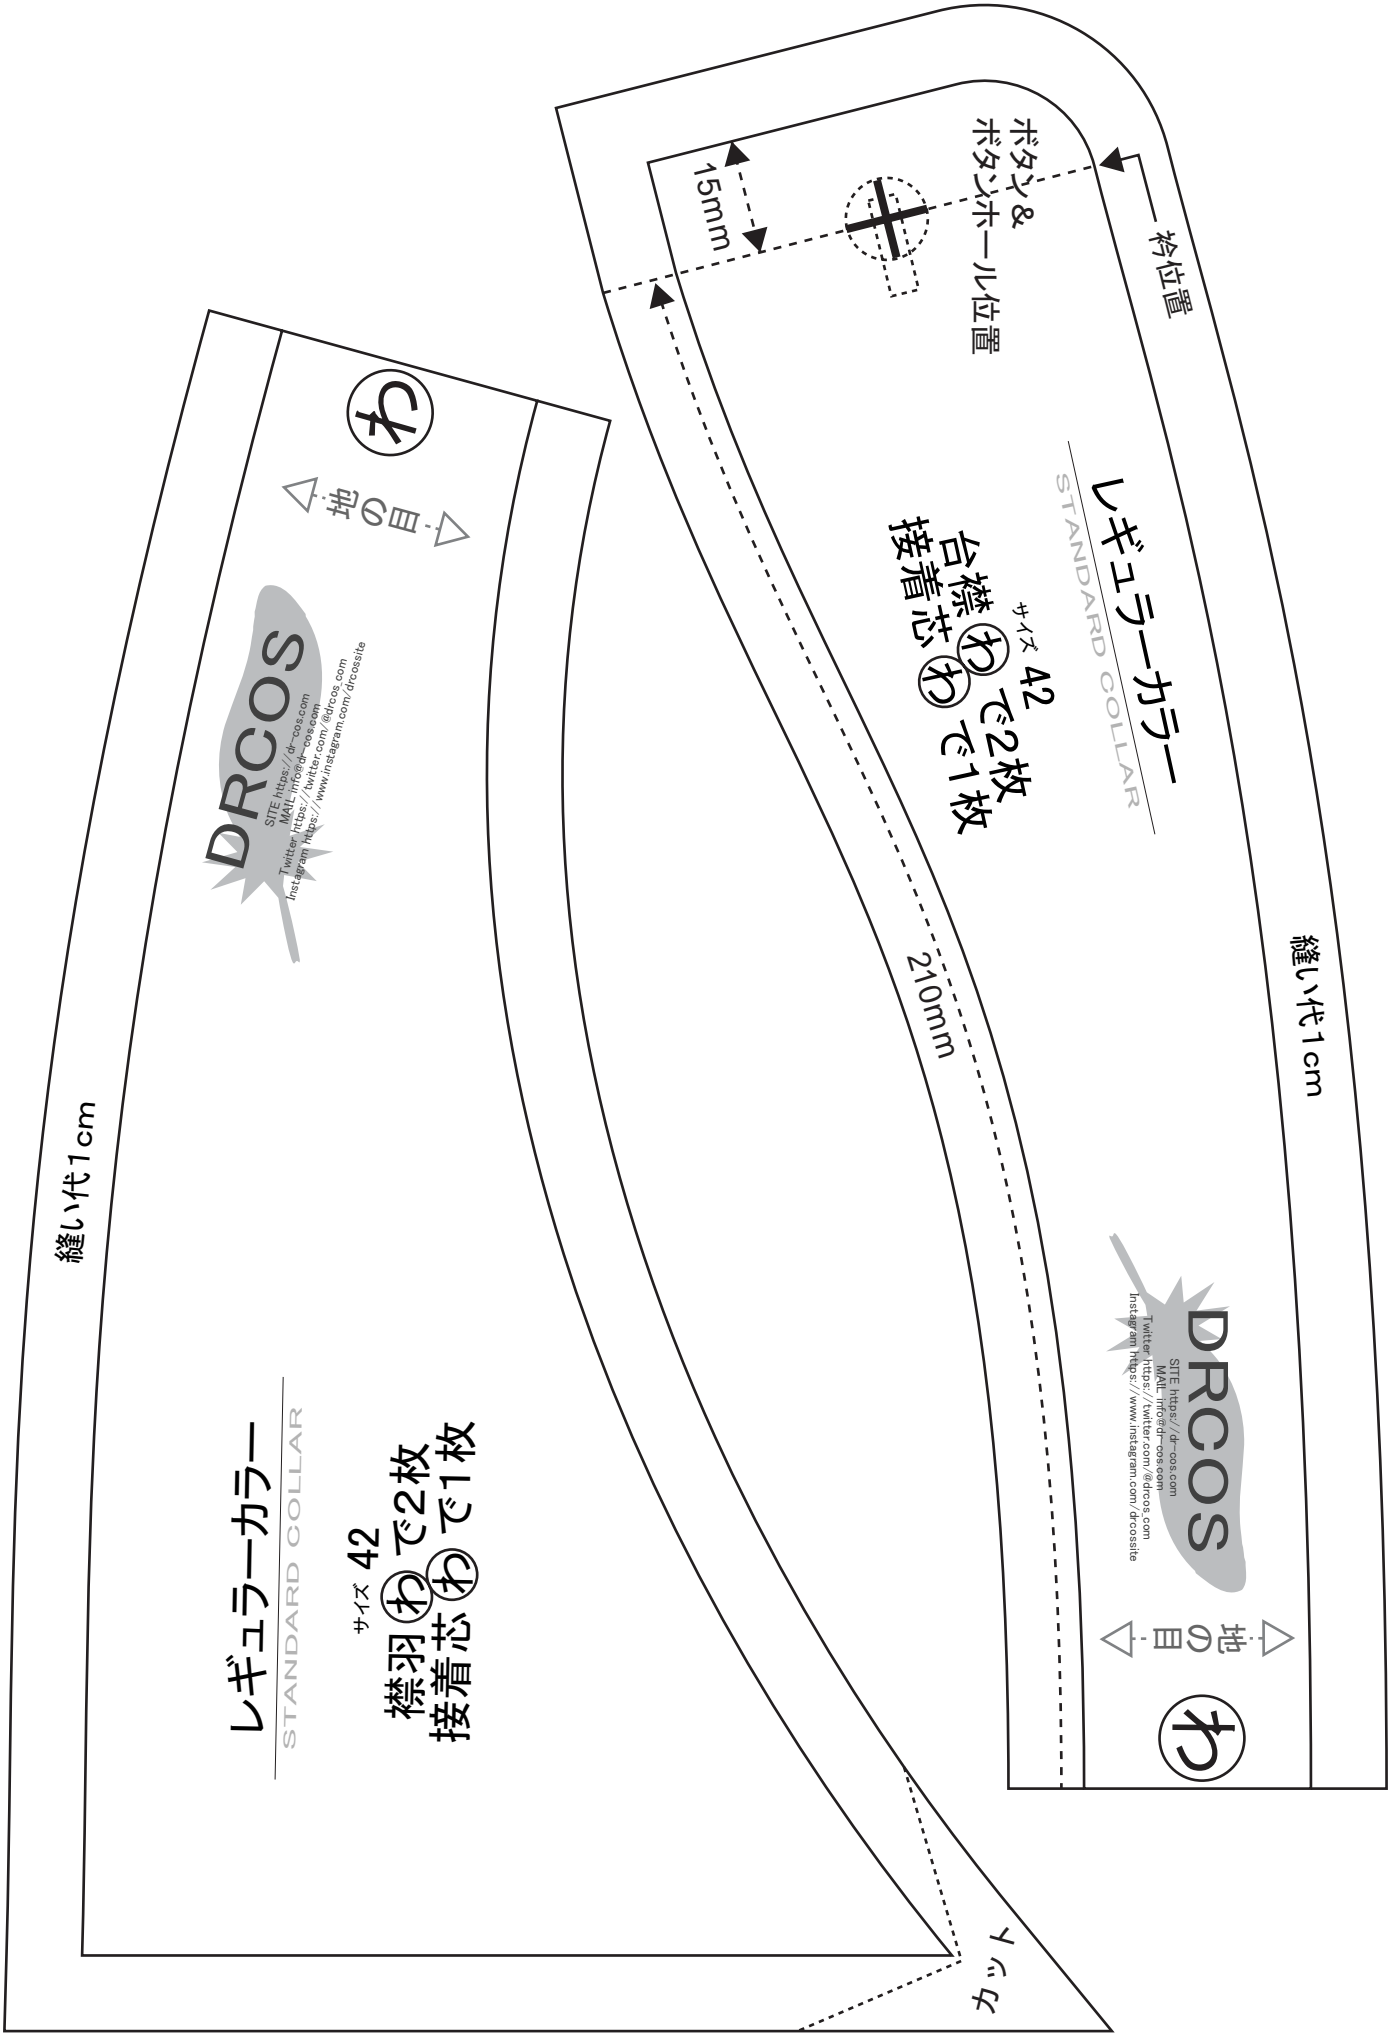 ボタン&
ボタンホール位置
15mm
衿位置
レギュラーカラー
STANDARD COLLAR
サイズ 42
台襟わで2枚
接着芯わで1枚
210mm
縫い代1cm
DRCOS
SITE https://dr-cos.com
MAIL info@dr-cos.com
Twitter https://twitter.com/@drcos_com
Instagram https://www.instagram.com/drcossite
地の目
わ
わ
地の目
DRCOS
SITE https://dr-cos.com
MAIL info@dr-cos.com
Twitter https://twitter.com/@drcos_com
Instagram https://www.instagram.com/drcossite
縫い代1cm
レギュラーカラー
STANDARD COLLAR
サイズ 42
襟羽わで2枚
接着芯わで1枚
カット